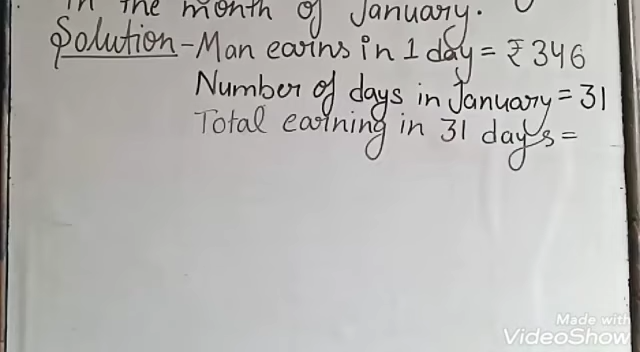 in the month of January.
Solution - Man earns in 1 day = ₹ 346
Number of days in January = 31
Total earning in 31 days =
Made with
VideoShow